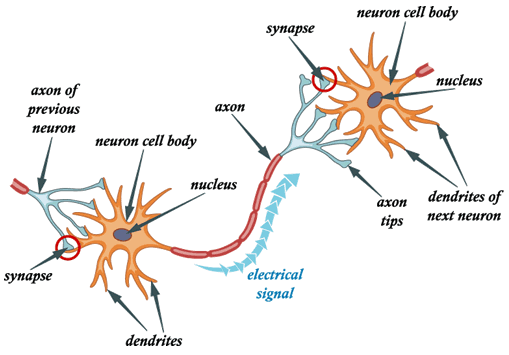 neuron cell body
synapse
nucleus
axon of
previous
neuron
axon
neuron cell body
nucleus
dendrites of
next neuron
axon
tips
synapse
electrical
signal
dendrites